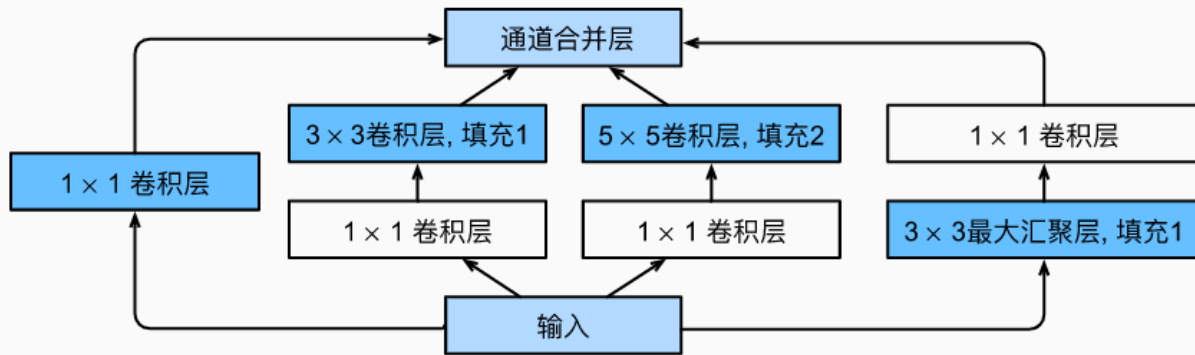 通道合并层
3 × 3卷积层, 填充1
5 × 5卷积层, 填充2
1 × 1 卷积层
1 × 1 卷积层
1 × 1 卷积层
1 × 1 卷积层
3 × 3最大汇聚层, 填充1
输入